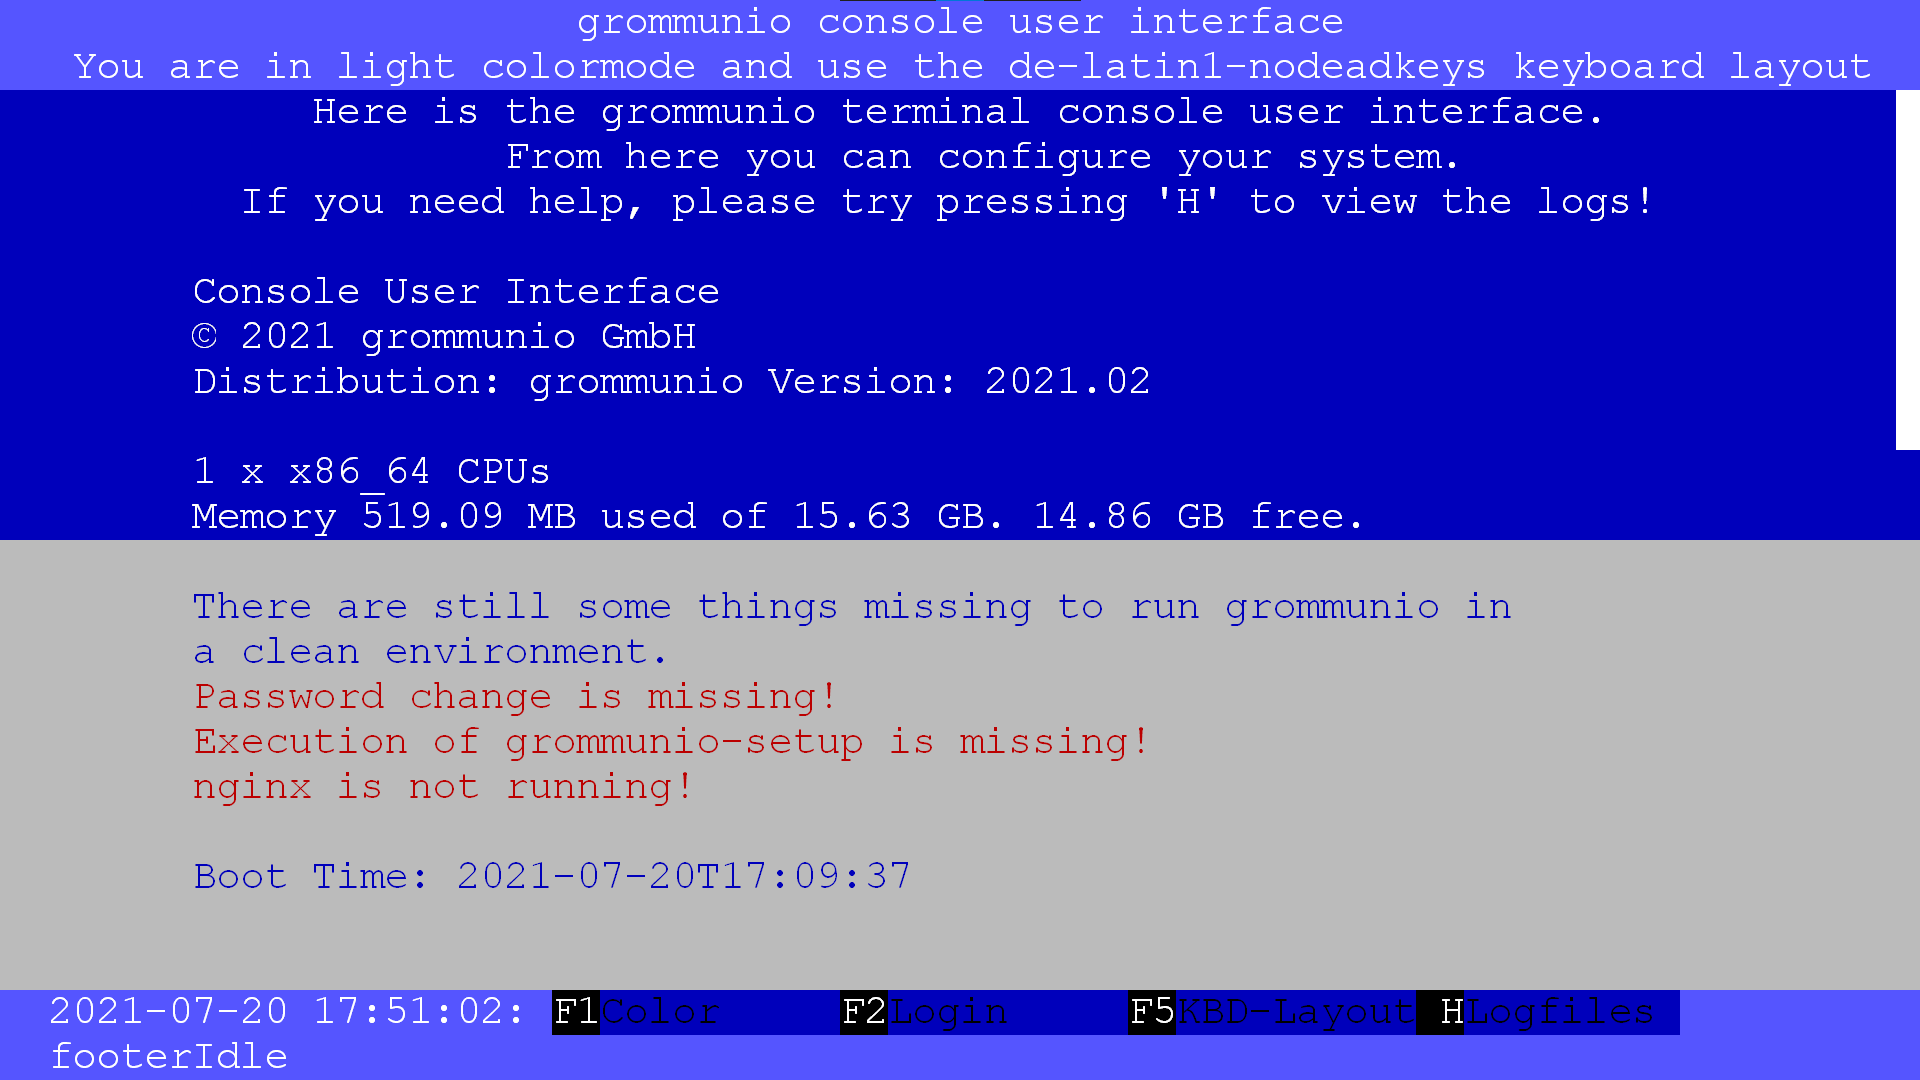 grommunio console user interface
You are in light colormode and use the de-latin1-nodeadkeys keyboard layout
Here is the grommunio terminal console user interface.
From here you can configure your system.
If you need help, please try pressing 'H' to view the logs!
Console User Interface
© 2021 grommunio GmbH
Distribution: grommunio Version: 2021.02
1 x x86_64 CPUs
Memory 519.09 MB used of 15.63 GB. 14.86 GB free.
There are still some things missing to run grommunio in
a clean environment.
Password change is missing!
Execution of grommunio-setup is missing!
nginx is not running!
Boot Time: 2021-07-20T17:09:37
2021-07-20 17:51:02: F1Color F2Login F5KBD-Layout HLogfiles
footerIdle